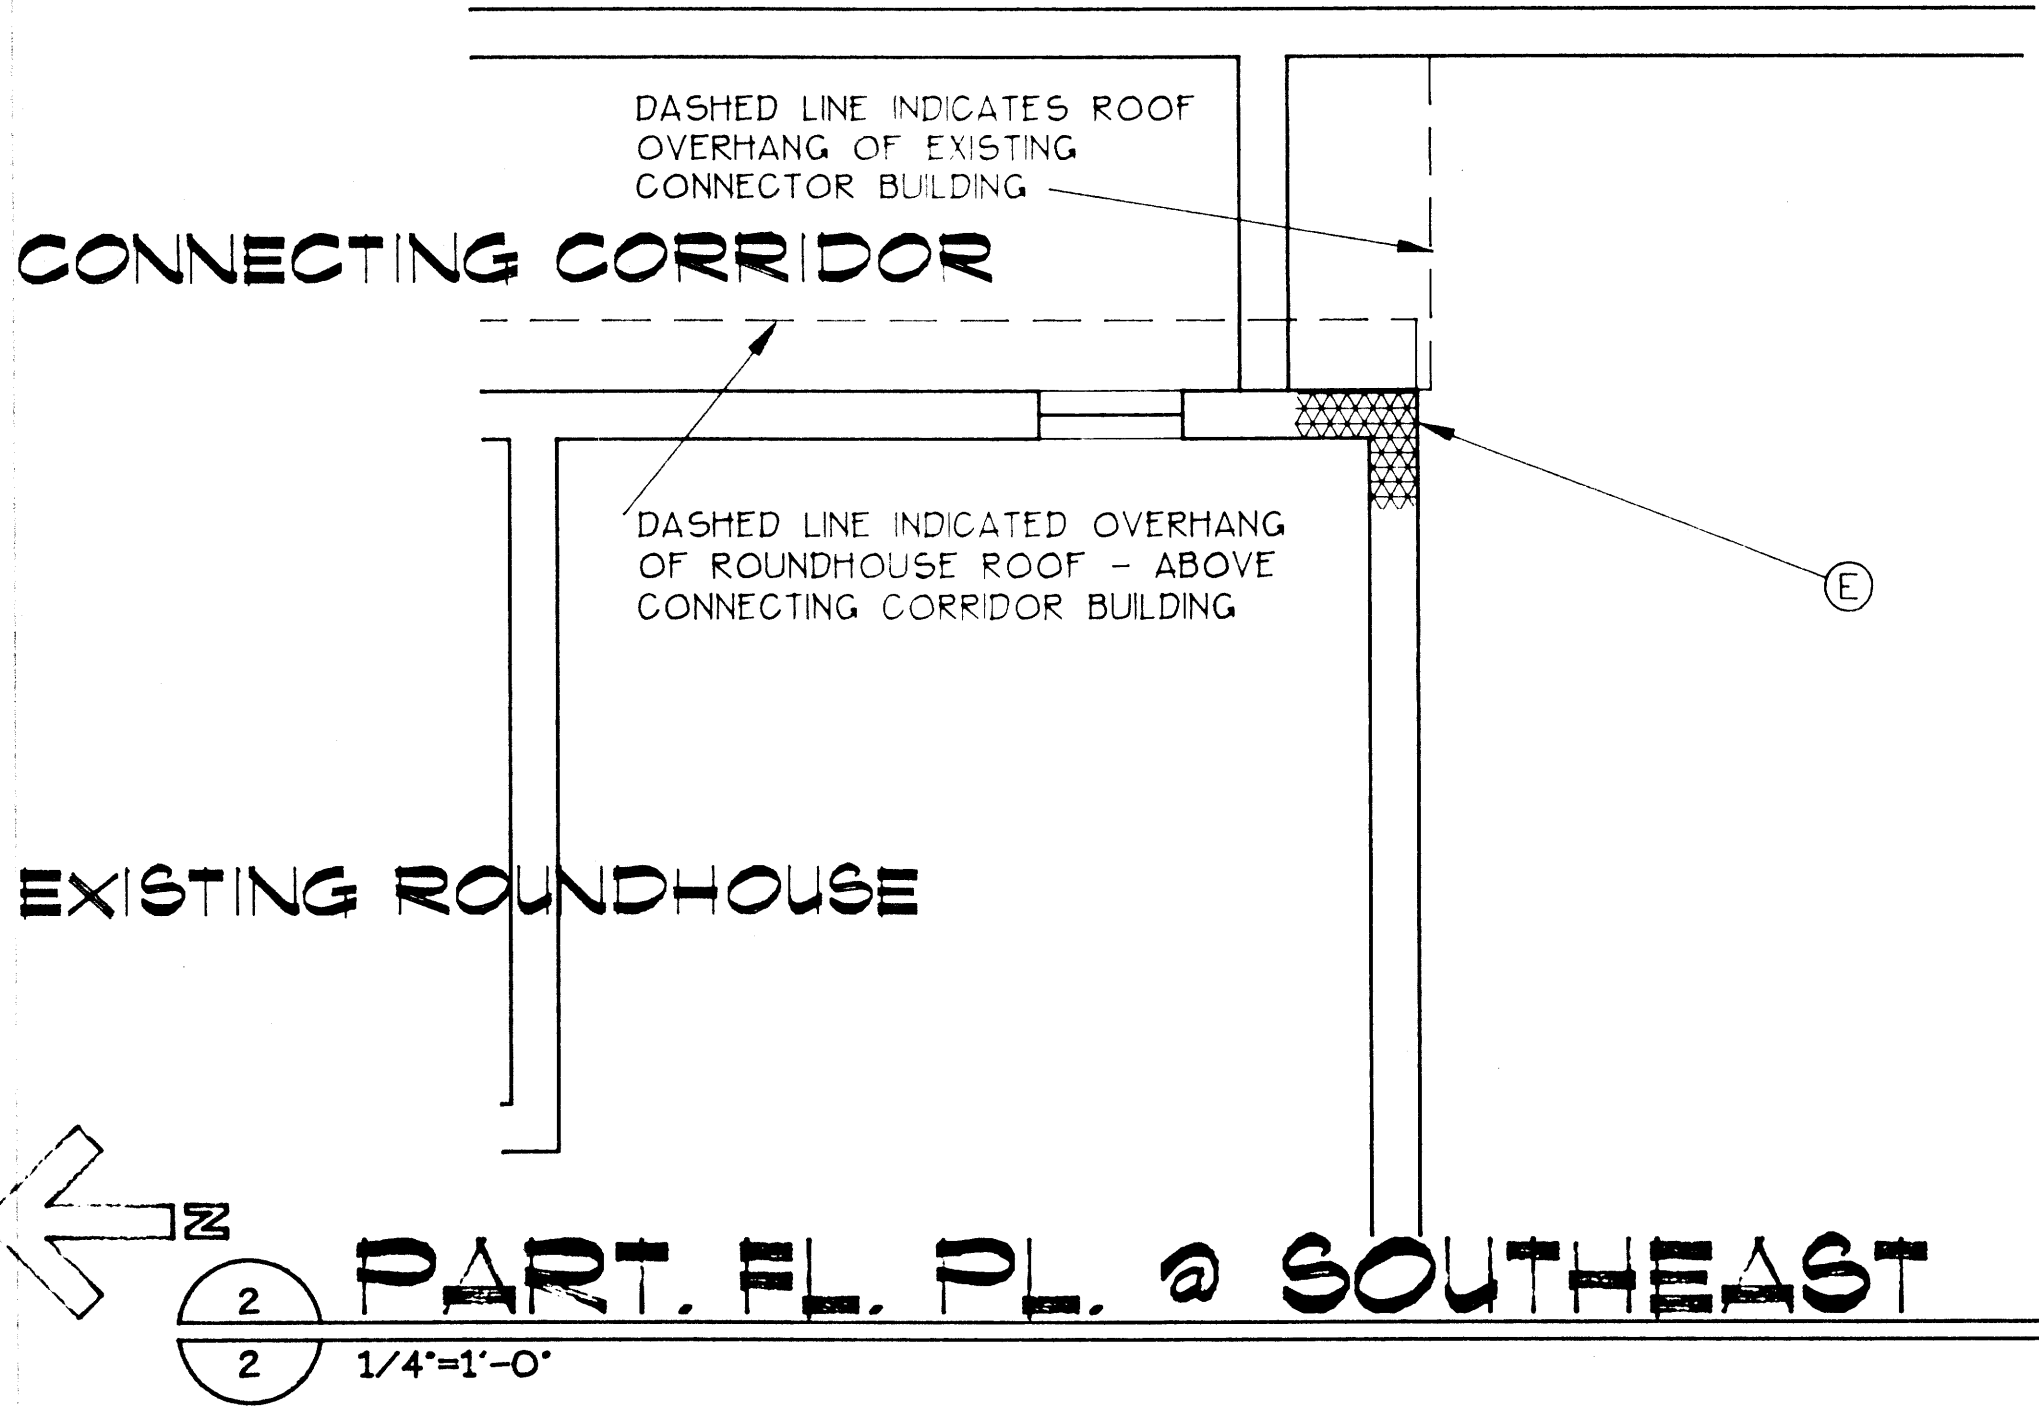 DASHED LINE INDICATES ROOF
OVERHANG OF EXISTING
CONNECTOR BUILDING
CONNECTING CORRIDOR
DASHED LINE INDICATED OVERHANG
OF ROUNDHOUSE ROOF - ABOVE
CONNECTING CORRIDOR BUILDING
E
EXISTING ROUNDHOUSE
N
2
PART. FL. PL. @ SOUTHEAST
2
1/4"=1'-0"